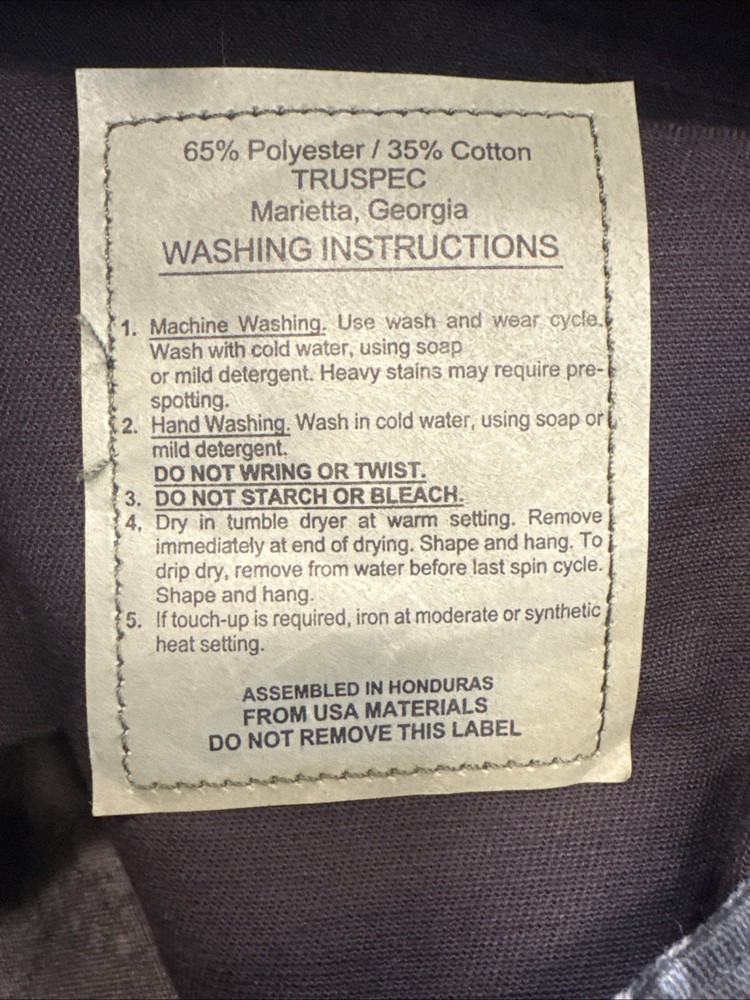 65% Polyester / 35% Cotton
TRUSPEC
Marietta, Georgia
WASHING INSTRUCTIONS
1. Machine Washing. Use wash and wear cycle.
Wash with cold water, using soap
or mild detergent. Heavy stains may require pre-
spotting.
2. Hand Washing. Wash in cold water, using soap or
mild detergent.
DO NOT WRING OR TWIST.
3. DO NOT STARCH OR BLEACH.
4. Dry in tumble dryer at warm setting. Remove
immediately at end of drying. Shape and hang. To
drip dry, remove from water before last spin cycle.
Shape and hang.
5. If touch-up is required, iron at moderate or synthetic
heat setting.
ASSEMBLED IN HONDURAS
FROM USA MATERIALS
DO NOT REMOVE THIS LABEL